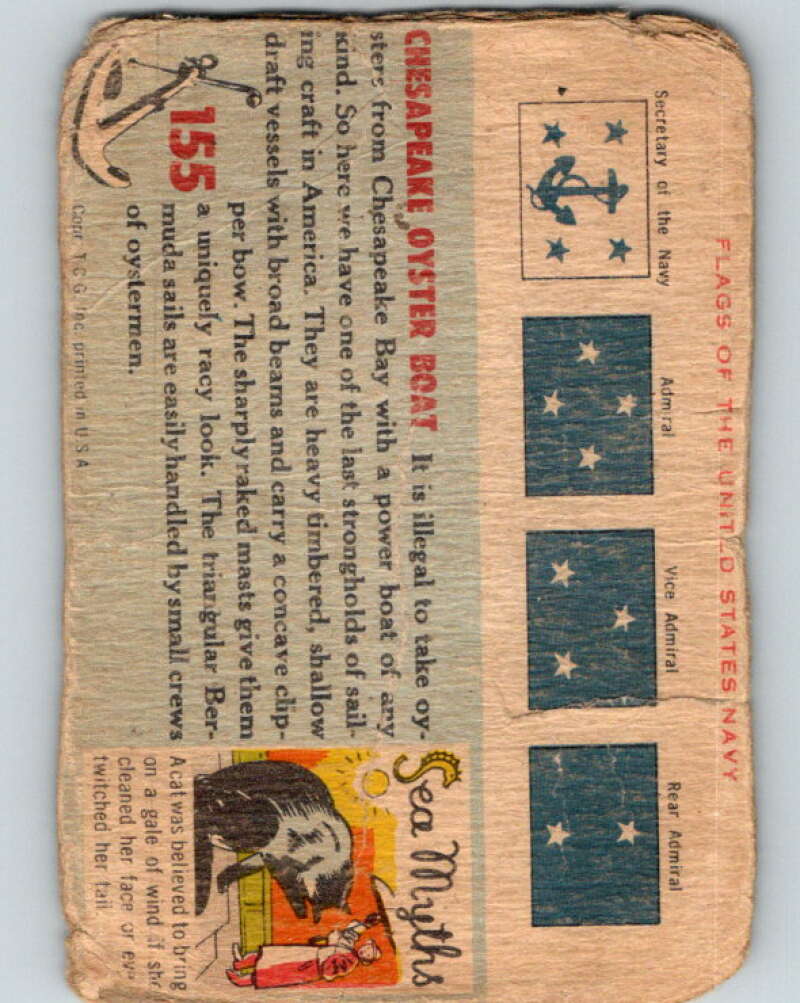 FLAGS OF THE UNITED STATES NAVY
Secretary of the Navy
Admiral
Vice Admiral
Rear Admiral
CHESAPEAKE OYSTER BOAT It is illegal to take oy-
sters from Chesapeake Bay with a power boat of any
kind. So here we have one of the last strongholds of sail-
ing craft in America. They are heavy timbered, shallow
draft vessels with broad beams and carry a concave clip-
per bow. The sharply raked masts give them
155 a uniquely racy look. The triangular Ber-
muda sails are easily handled by small crews
of oystermen.
Copr. T.C.G. Inc. printed in U.S.A.
Sea Myths
A cat was believed to bring
on a gale of wind if she
cleaned her face or ev
twitched her tail